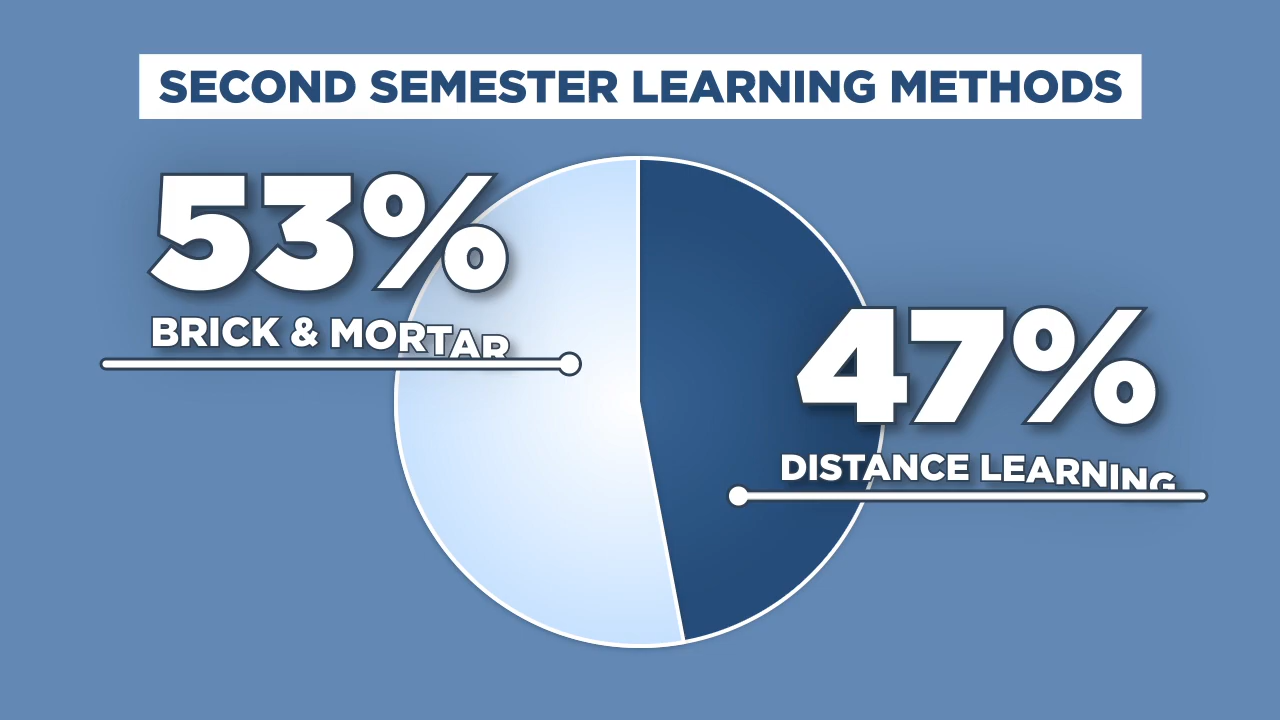 SECOND SEMESTER LEARNING METHODS
53%
BRICK & MORTAR
47%
DISTANCE LEARNING